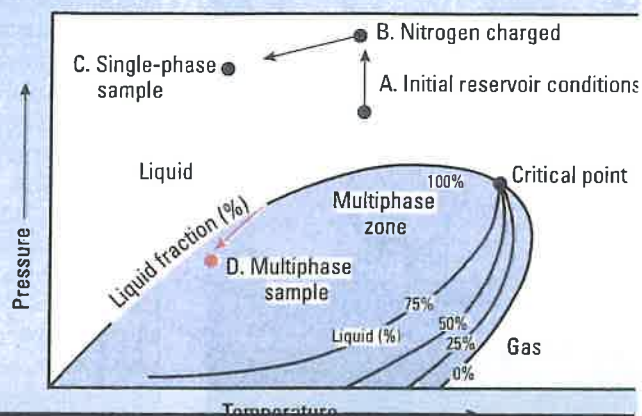 B. Nitrogen charged
C. Single-phase
sample
A. Initial reservoir conditions
Liquid
100%
Critical point
Multiphase
zone
Liquid fraction (%)
D. Multiphase
sample
Pressure
75%
Liquid (%)
50%
25%
Gas
0%
Temperature